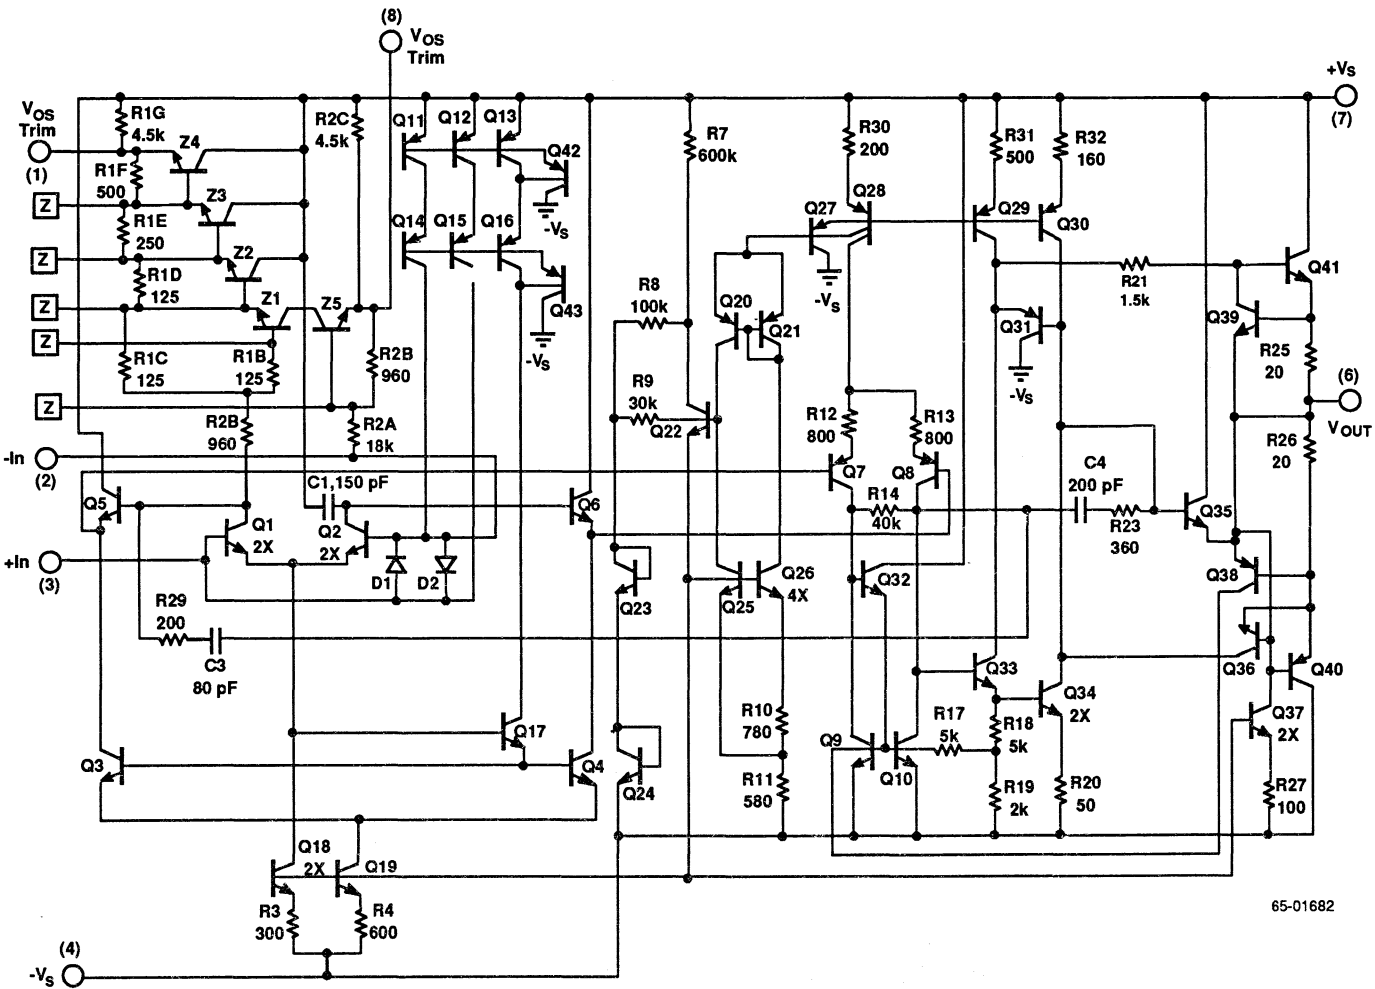 (8)
VOS
Trim
+VS
(7)
VOS
Trim
(1)
R1G
4.5k
Z4
R2C
4.5k
Q11
Q12
Q13
Q42
-VS
R7
600k
R30
200
R31
500
R32
160
R1F
500
Z
Z3
R1E
250
Z
Z2
R1D
125
Z
Z1
Z5
Z
R1C
125
R1B
125
R2B
960
Z
R2B
960
R2A
18k
Q14
Q15
Q16
Q43
-VS
R8
100k
R9
30k
Q22
Q20
Q21
Q27
Q28
-VS
Q29
Q30
R21
1.5k
Q31
-VS
Q41
Q39
R25
20
(6)
VOUT
R26
20
R12
800
R13
800
Q7
Q8
R14
40k
C4
200 pF
R23
360
Q35
-In
(2)
C1,150 pF
Q5
Q1
2X
Q2
2X
Q6
+In
(3)
D1
D2
R29
200
C3
80 pF
Q23
Q25
Q26
4X
Q32
Q38
Q36
Q40
Q33
Q34
2X
Q37
2X
R10
780
R11
580
Q9
Q10
R17
5k
R18
5k
R19
2k
R20
50
R27
100
Q17
Q3
Q4
Q24
Q18
2X
Q19
R3
300
R4
600
(4)
-VS
65-01682